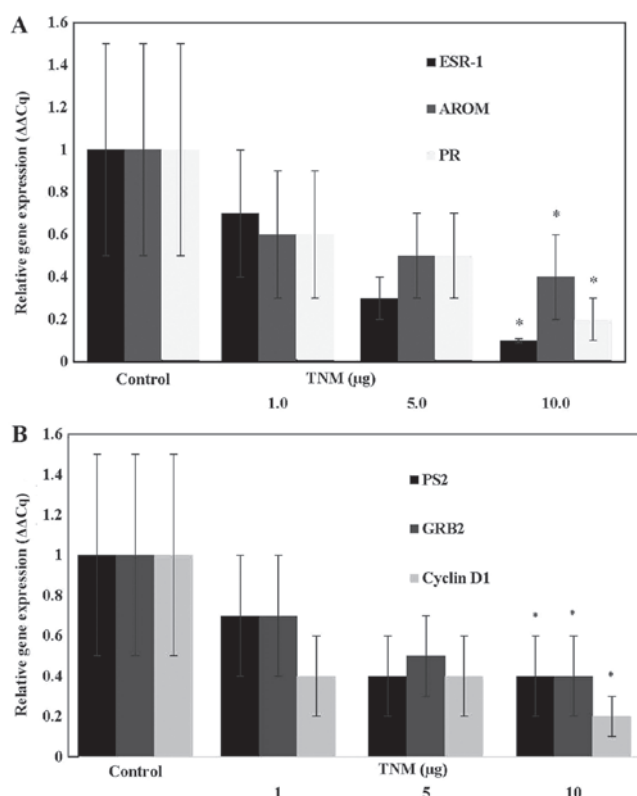 A
Relative gene expression (ΔΔCq)
1.6
1.4
1.2
1
0.8
0.6
0.4
0.2
0
ESR-1
AROM
PR
*
*
*
Control
TNM (µg)
1.0
5.0
10.0
B
Relative gene expression (ΔΔCq)
1.6
1.4
1.2
1
0.8
0.6
0.4
0.2
0
PS2
GRB2
Cyclin D1
*
*
*
Control
TNM (µg)
1
5
10